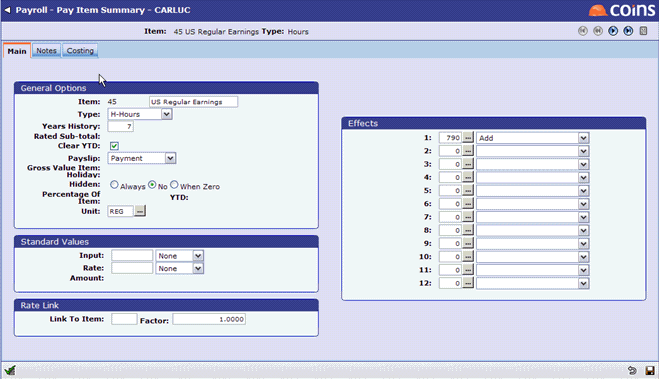 Payroll - Pay Item Summary - CARLUC
coins
Item: 45 US Regular Earnings Type: Hours
Main Notes Costing
General Options
Item: 45 US Regular Earnings
Type: H-Hours
Years History: 7
Rated Sub-total:
Clear YTD:
Payslip: Payment
Gross Value Item:
Holiday:
Hidden: Always No When Zero
Percentage Of Item: YTD:
Unit: REG ...
Standard Values
Input: None
Rate: None
Amount:
Rate Link
Link To Item: Factor: 1.0000
Effects
1: 790 ... Add
2: 0 ...
3: 0 ...
4: 0 ...
5: 0 ...
6: 0 ...
7: 0 ...
8: 0 ...
9: 0 ...
10: 0 ...
11: 0 ...
12: 0 ...